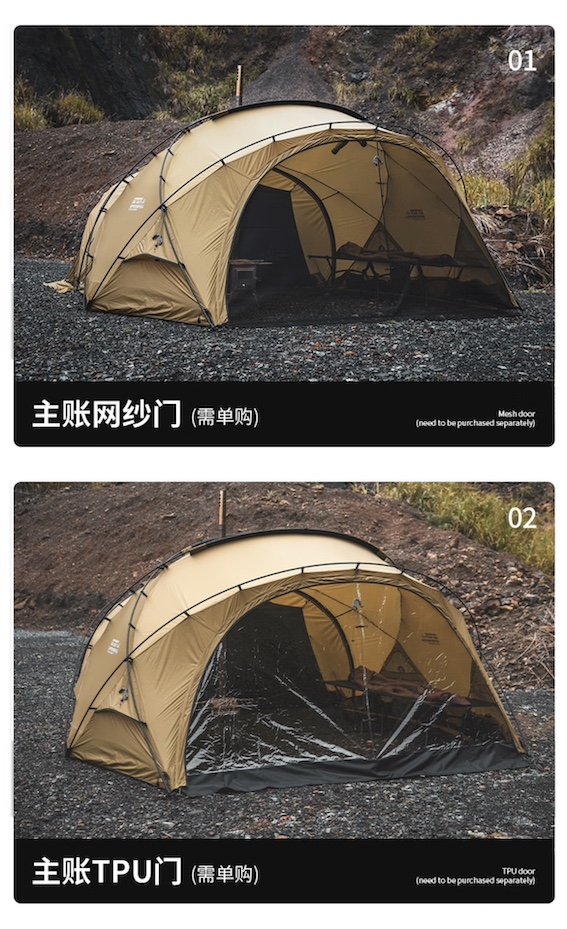 01
主账网纱门 (需单购)
Mesh door
(need to be purchased separately)
02
主账TPU门 (需单购)
TPU door
(need to be purchased separately)